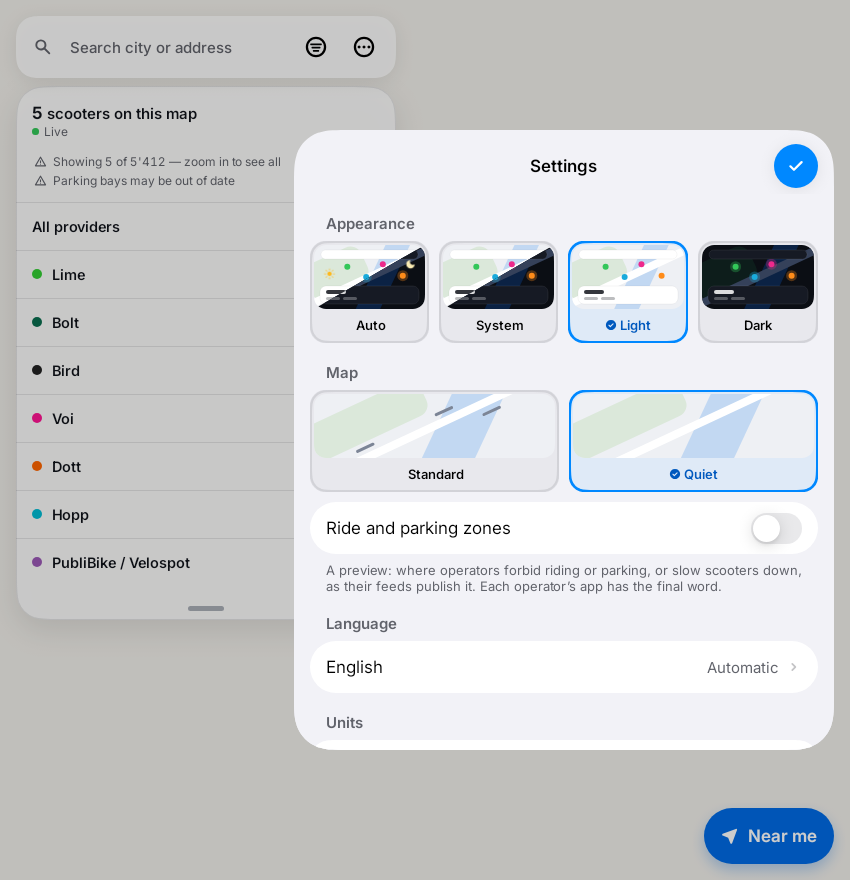 Search city or address
5 scooters on this map
Live
Showing 5 of 5'412 — zoom in to see all
Parking bays may be out of date
All providers
Lime
Bolt
Bird
Voi
Dott
Hopp
PubliBike / Velospot
Settings
Appearance
Auto
System
Light
Dark
Map
Standard
Quiet
Ride and parking zones
A preview: where operators forbid riding or parking, or slow scooters down,
as their feeds publish it. Each operator’s app has the final word.
Language
English
Automatic
Units
Near me